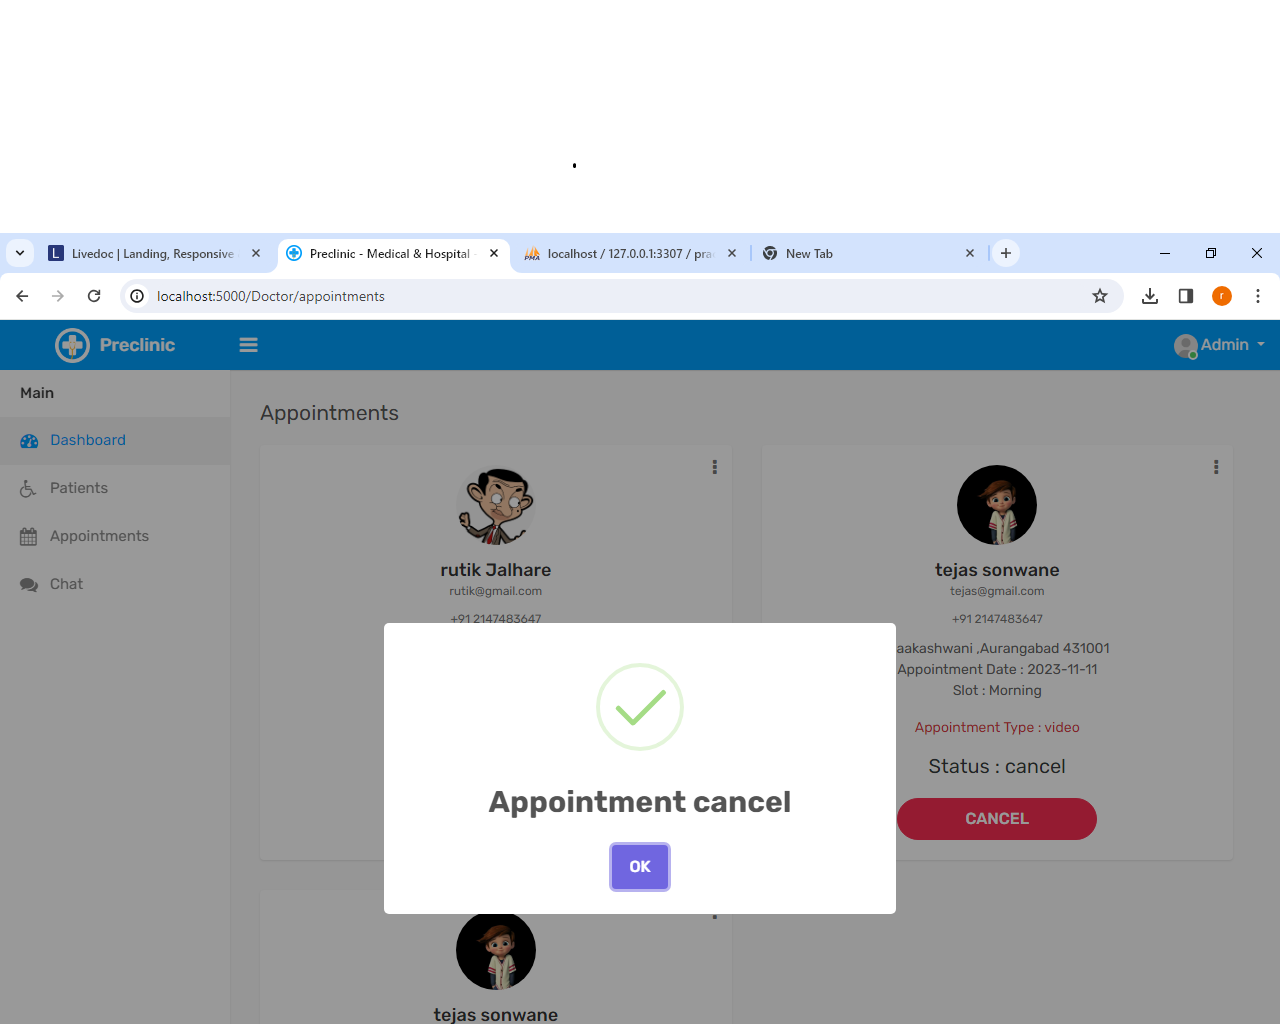 Livedoc | Landing, Responsive
Preclinic - Medical & Hospital
localhost / 127.0.0.1:3307 / pra
New Tab
localhost:5000/Doctor/appointments
r
Preclinic
Admin
Main
Dashboard
Patients
Appointments
Chat
Appointments
rutik Jalhare
rutik@gmail.com
+91 2147483647
tejas sonwane
tejas@gmail.com
+91 2147483647
aakashwani ,Aurangabad 431001
Appointment Date : 2023-11-11
Slot : Morning
Appointment Type : video
Status : cancel
CANCEL
Appointment cancel
OK
tejas sonwane